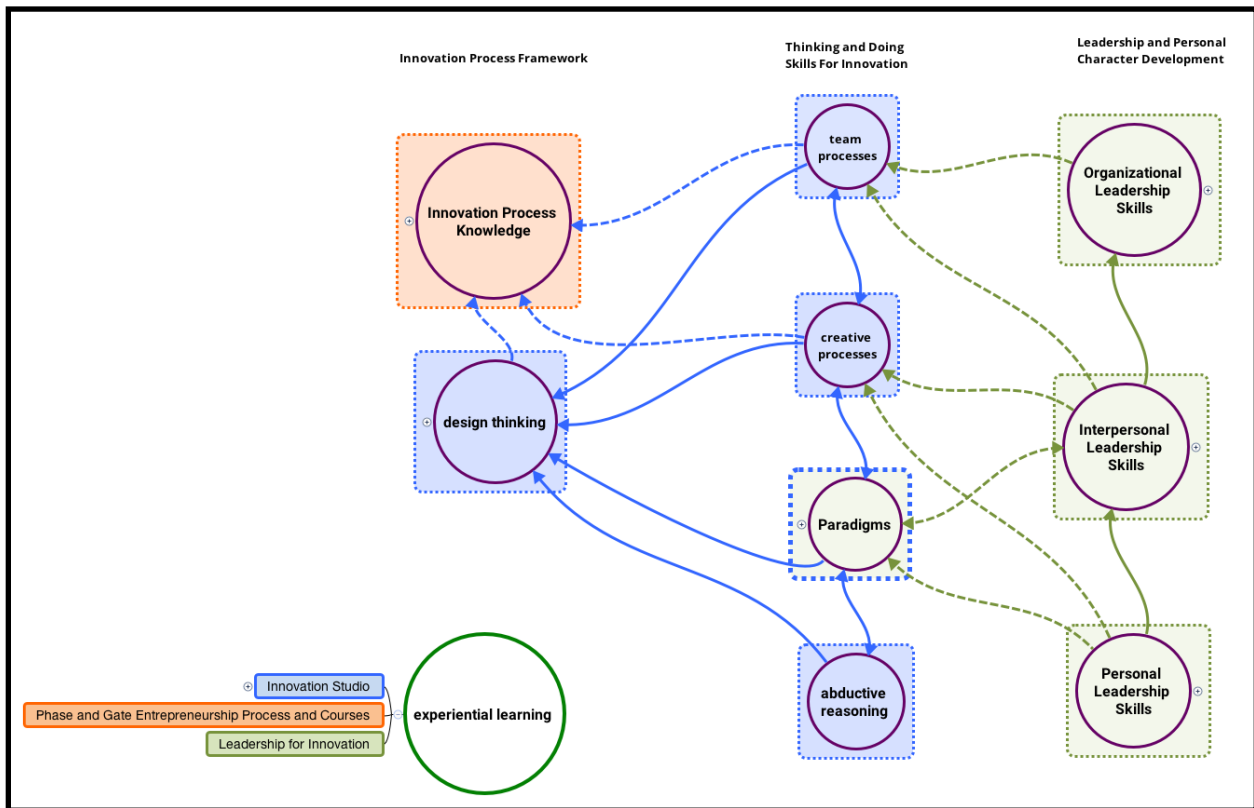 Innovation Process Framework
Thinking and Doing
Skills For Innovation
Leadership and Personal
Character Development
team
processes
Organizational
Leadership
Skills
Innovation Process
Knowledge
creative
processes
design thinking
Interpersonal
Leadership
Skills
Paradigms
Personal
Leadership
Skills
abductive
reasoning
experiential learning
Innovation Studio
Phase and Gate Entrepreneurship Process and Courses
Leadership for Innovation